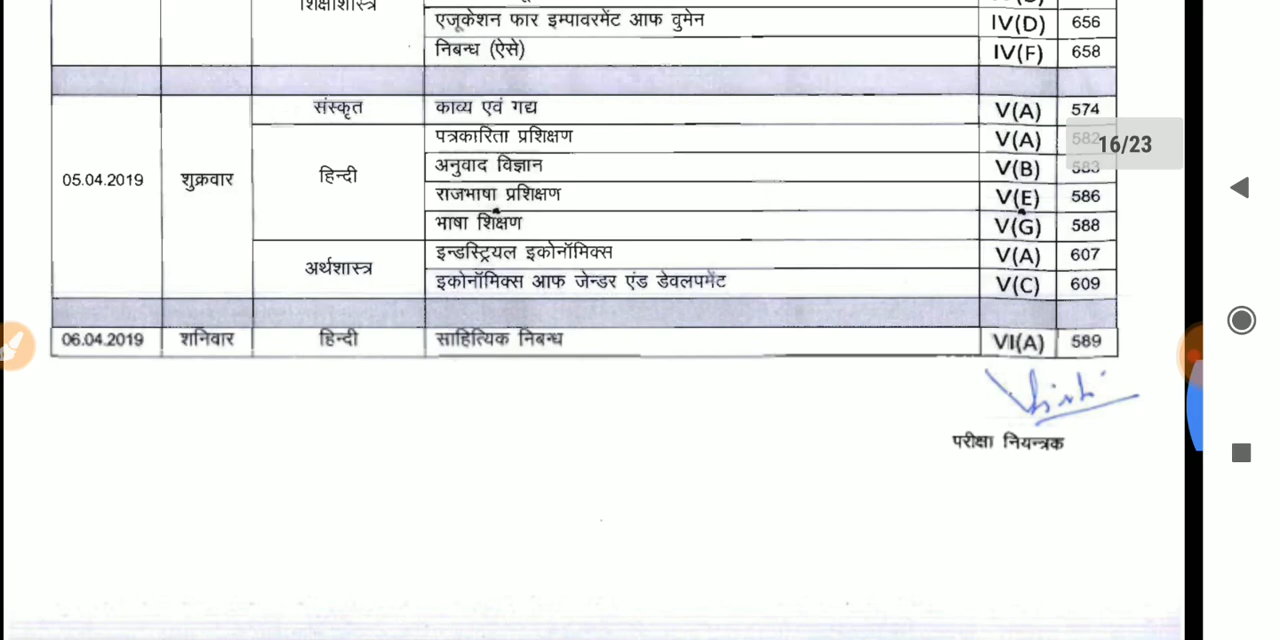 शिक्षाशास्त्र
एजूकेशन फार इम्पावरमेंट आफ वुमेन IV(D) 656
निबन्ध (ऐसे) IV(F) 658
05.04.2019 शुक्रवार संस्कृत काव्य एवं गद्य V(A) 574
हिन्दी पत्रकारिता प्रशिक्षण V(A) 582
16/23
अनुवाद विज्ञान V(B) 583
राजभाषा प्रशिक्षण V(E) 586
भाषा शिक्षण V(G) 588
अर्थशास्त्र इन्डस्ट्रियल इकोनॉमिक्स V(A) 607
इकोनॉमिक्स आफ जेन्डर एंड डेवलपमेंट V(C) 609
06.04.2019 शनिवार हिन्दी साहित्यिक निबन्ध VI(A) 589
परीक्षा नियन्त्रक